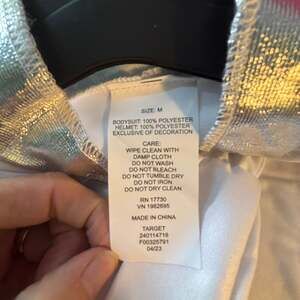 SIZE: M
BODYSUIT: 100% POLYESTER
HELMET: 100% POLYESTER
EXCLUSIVE OF DECORATION
CARE:
WIPE CLEAN WITH
DAMP CLOTH
DO NOT WASH
DO NOT BLEACH
DO NOT TUMBLE DRY
DO NOT IRON
DO NOT DRY CLEAN
RN 17730
VN 1982695
MADE IN CHINA
TARGET
240114719
F00325791
04/23